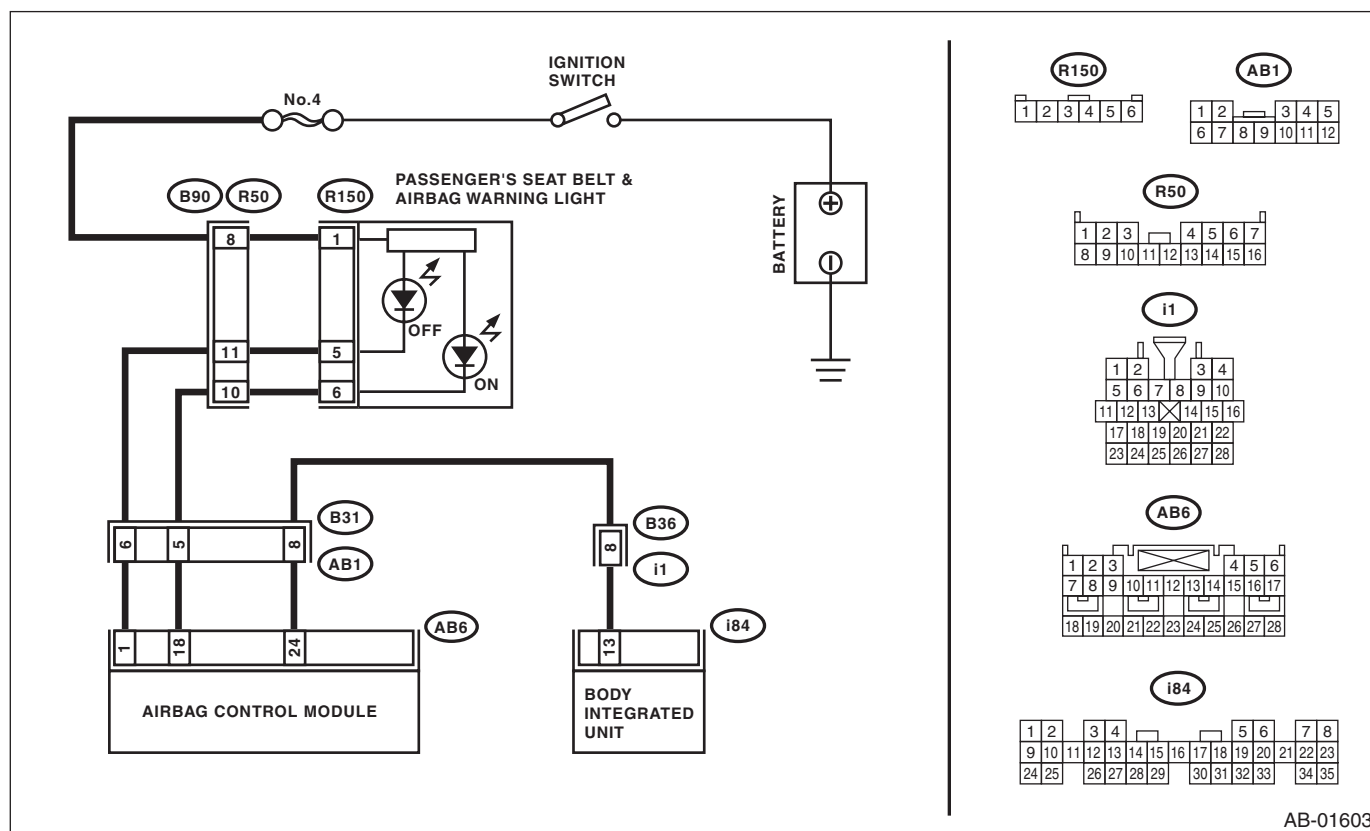 IGNITION
SWITCH
No.4
PASSENGER'S SEAT BELT &
AIRBAG WARNING LIGHT
B90 R50 R150
8 1
OFF
11 5
ON
10 6
BATTERY
B31
6 5 8
AB1
B36
8
i1
AB6
1 18 24
AIRBAG CONTROL MODULE
i84
13
BODY
INTEGRATED
UNIT
R150
1 2 3 4 5 6
AB1
1 2 3 4 5
6 7 8 9 10 11 12
R50
1 2 3 4 5 6 7
8 9 10 11 12 13 14 15 16
i1
1 2 3 4
5 6 7 8 9 10
11 12 13 14 15 16
17 18 19 20 21 22
23 24 25 26 27 28
AB6
1 2 3 4 5 6
7 8 9 10 11 12 13 14 15 16 17
18 19 20 21 22 23 24 25 26 27 28
i84
1 2 3 4 5 6 7 8
9 10 11 12 13 14 15 16 17 18 19 20 21 22 23
24 25 26 27 28 29 30 31 32 33 34 35
AB-01603